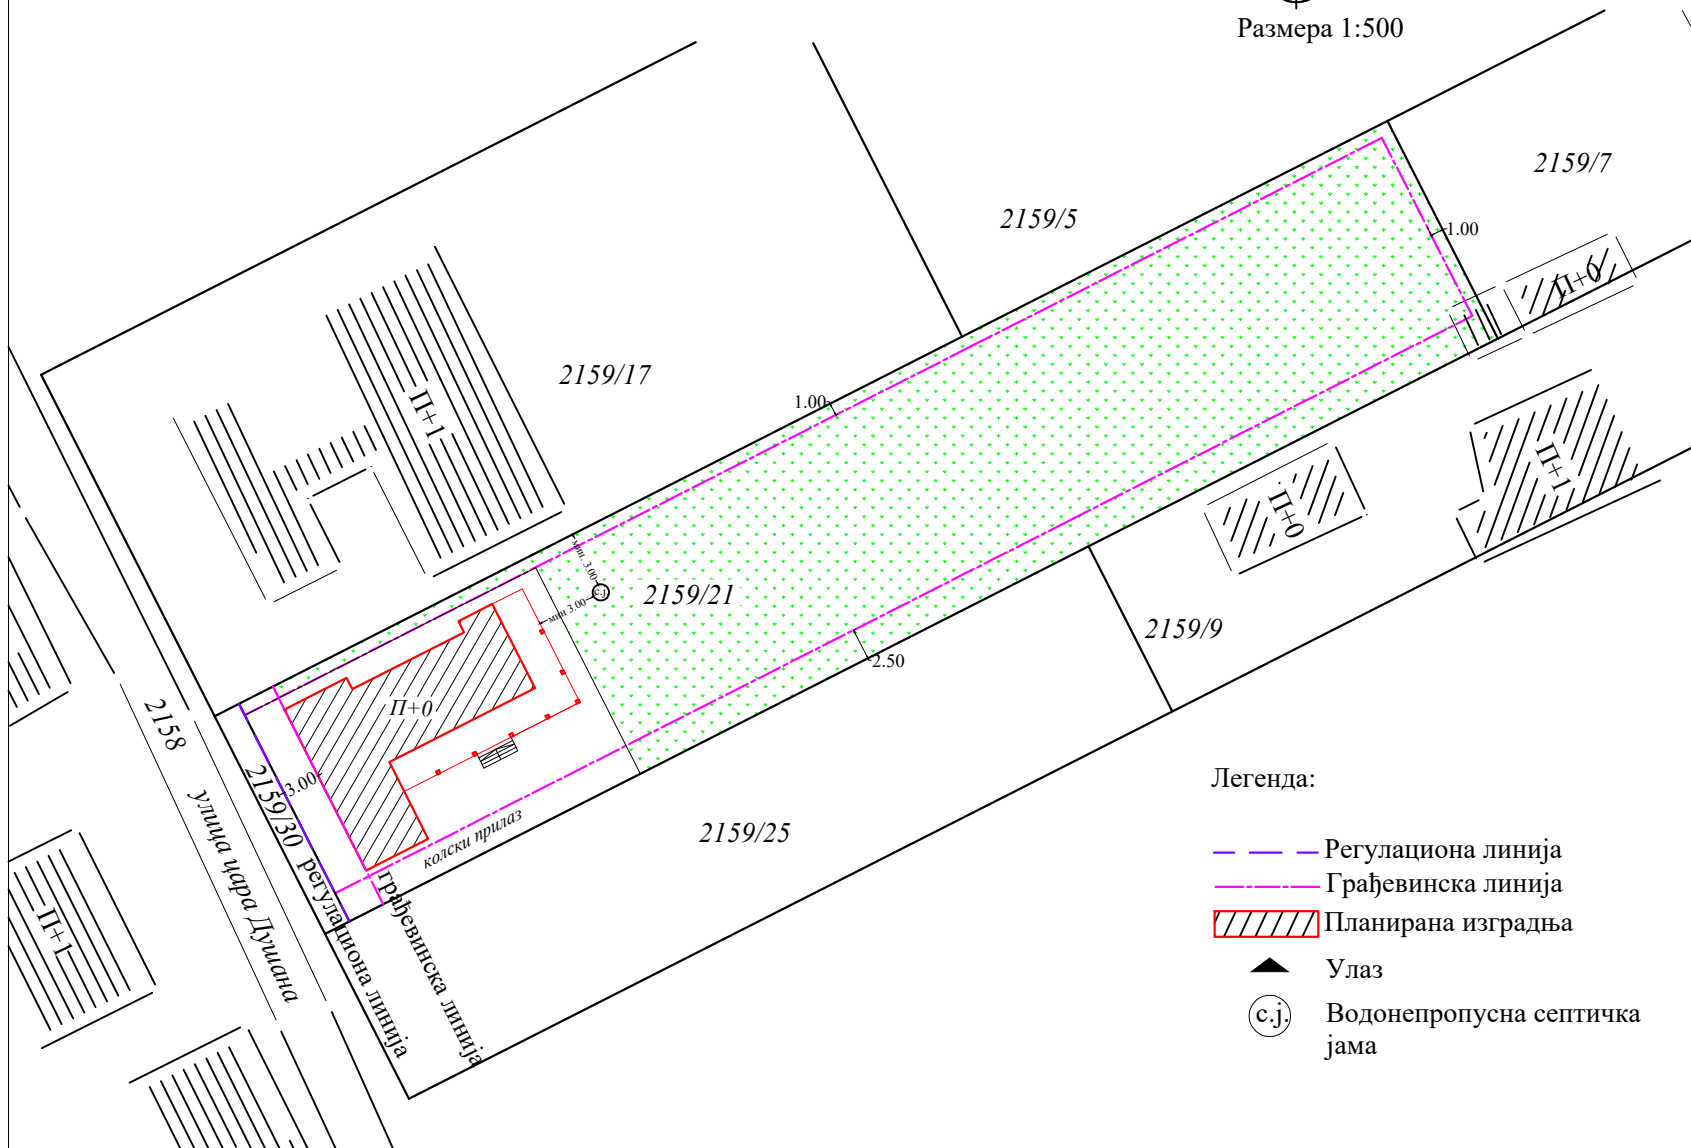 Размера 1:500
2159/7
2159/5
1.00
П+0
2159/17
1.00
П+1
П+1
П+0
мин. 3.00
с.ј.
мин 3.00
2159/21
2159/9
2.50
П+0
2158
2159/30
3.00
улица цара Душана
колски прилаз
2159/25
регулациона линија
грађевинска линија
П+1
Легенда:
Регулациона линија
Грађевинска линија
Планирана изградња
Улаз
с.ј.
Водонепропусна септичка
јама